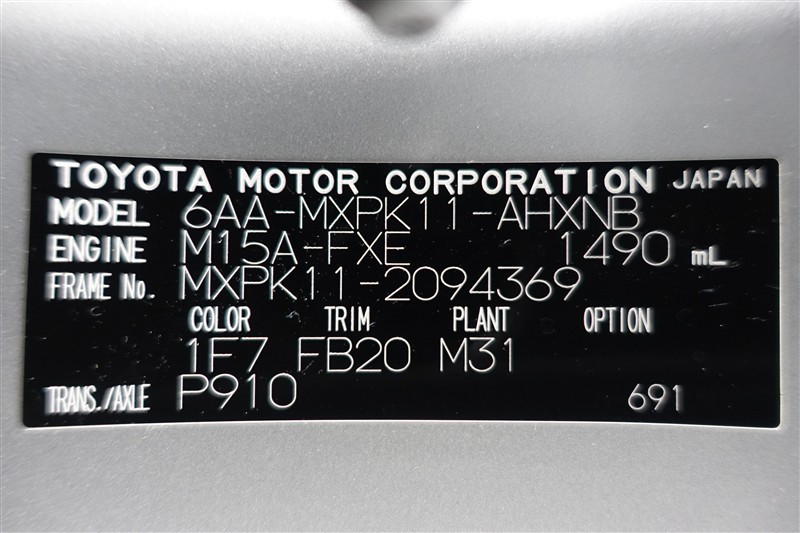 TOYOTA MOTOR CORPORATION JAPAN
MODEL 6AA-MXPK11-AHXNB
ENGINE M15A-FXE 1490 mL
FRAME No. MXPK11-2094369
COLOR TRIM PLANT OPTION
1F7 FB20 M31
TRANS./AXLE P910 691